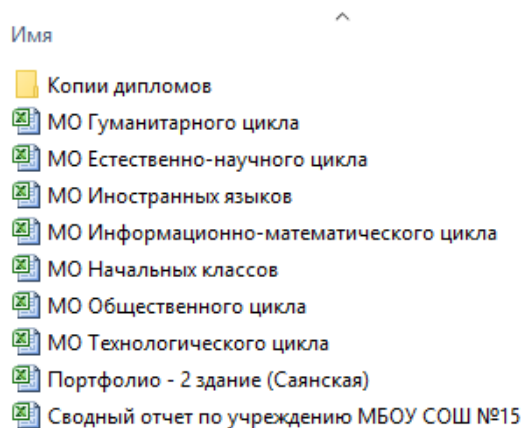 Имя
Копии дипломов
МО Гуманитарного цикла
МО Естественно-научного цикла
МО Иностранных языков
МО Информационно-математического цикла
МО Начальных классов
МО Общественного цикла
МО Технологического цикла
Портфолио - 2 здание (Саянская)
Сводный отчет по учреждению МБОУ СОШ №15